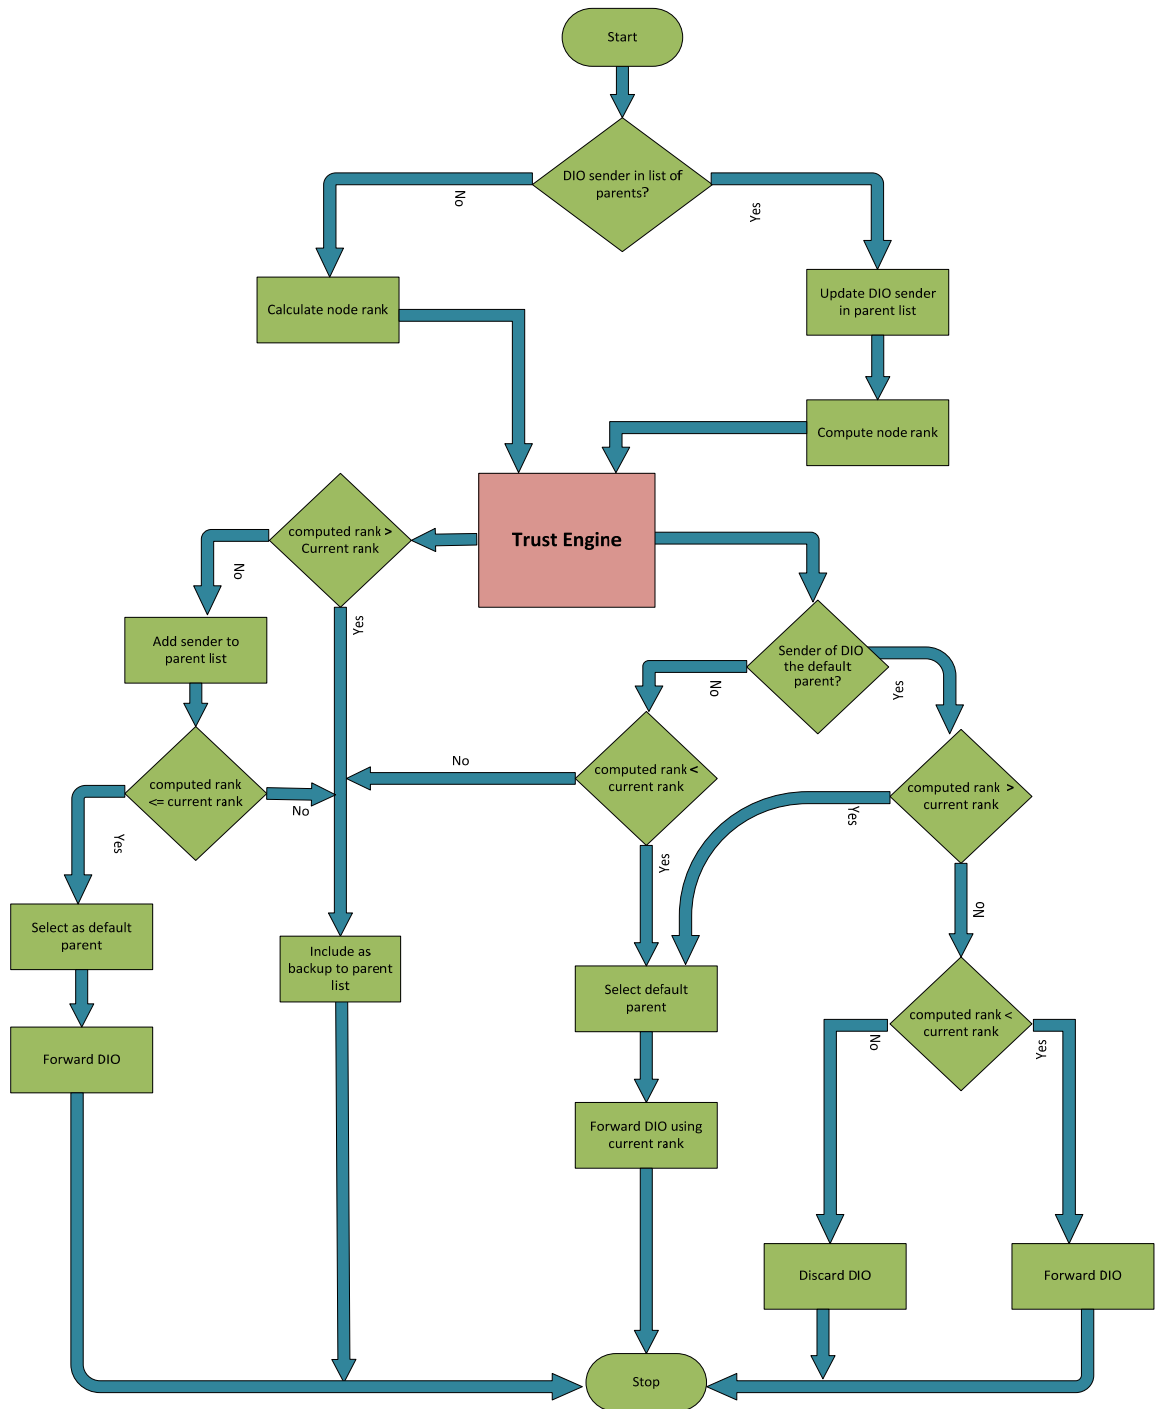 Start
DIO sender in list of
parents?
No
Yes
Calculate node rank
Update DIO sender
in parent list
Compute node rank
Trust Engine
computed rank >
Current rank
No
Yes
Add sender to
parent list
Sender of DIO
the default
parent?
No
Yes
computed rank
<= current rank
No
Yes
No
computed rank <
current rank
Yes
computed rank >
current rank
Yes
No
Select as default
parent
Include as
backup to parent
list
Select default
parent
computed rank <
current rank
No
Yes
Forward DIO
Forward DIO using
current rank
Discard DIO
Forward DIO
Stop